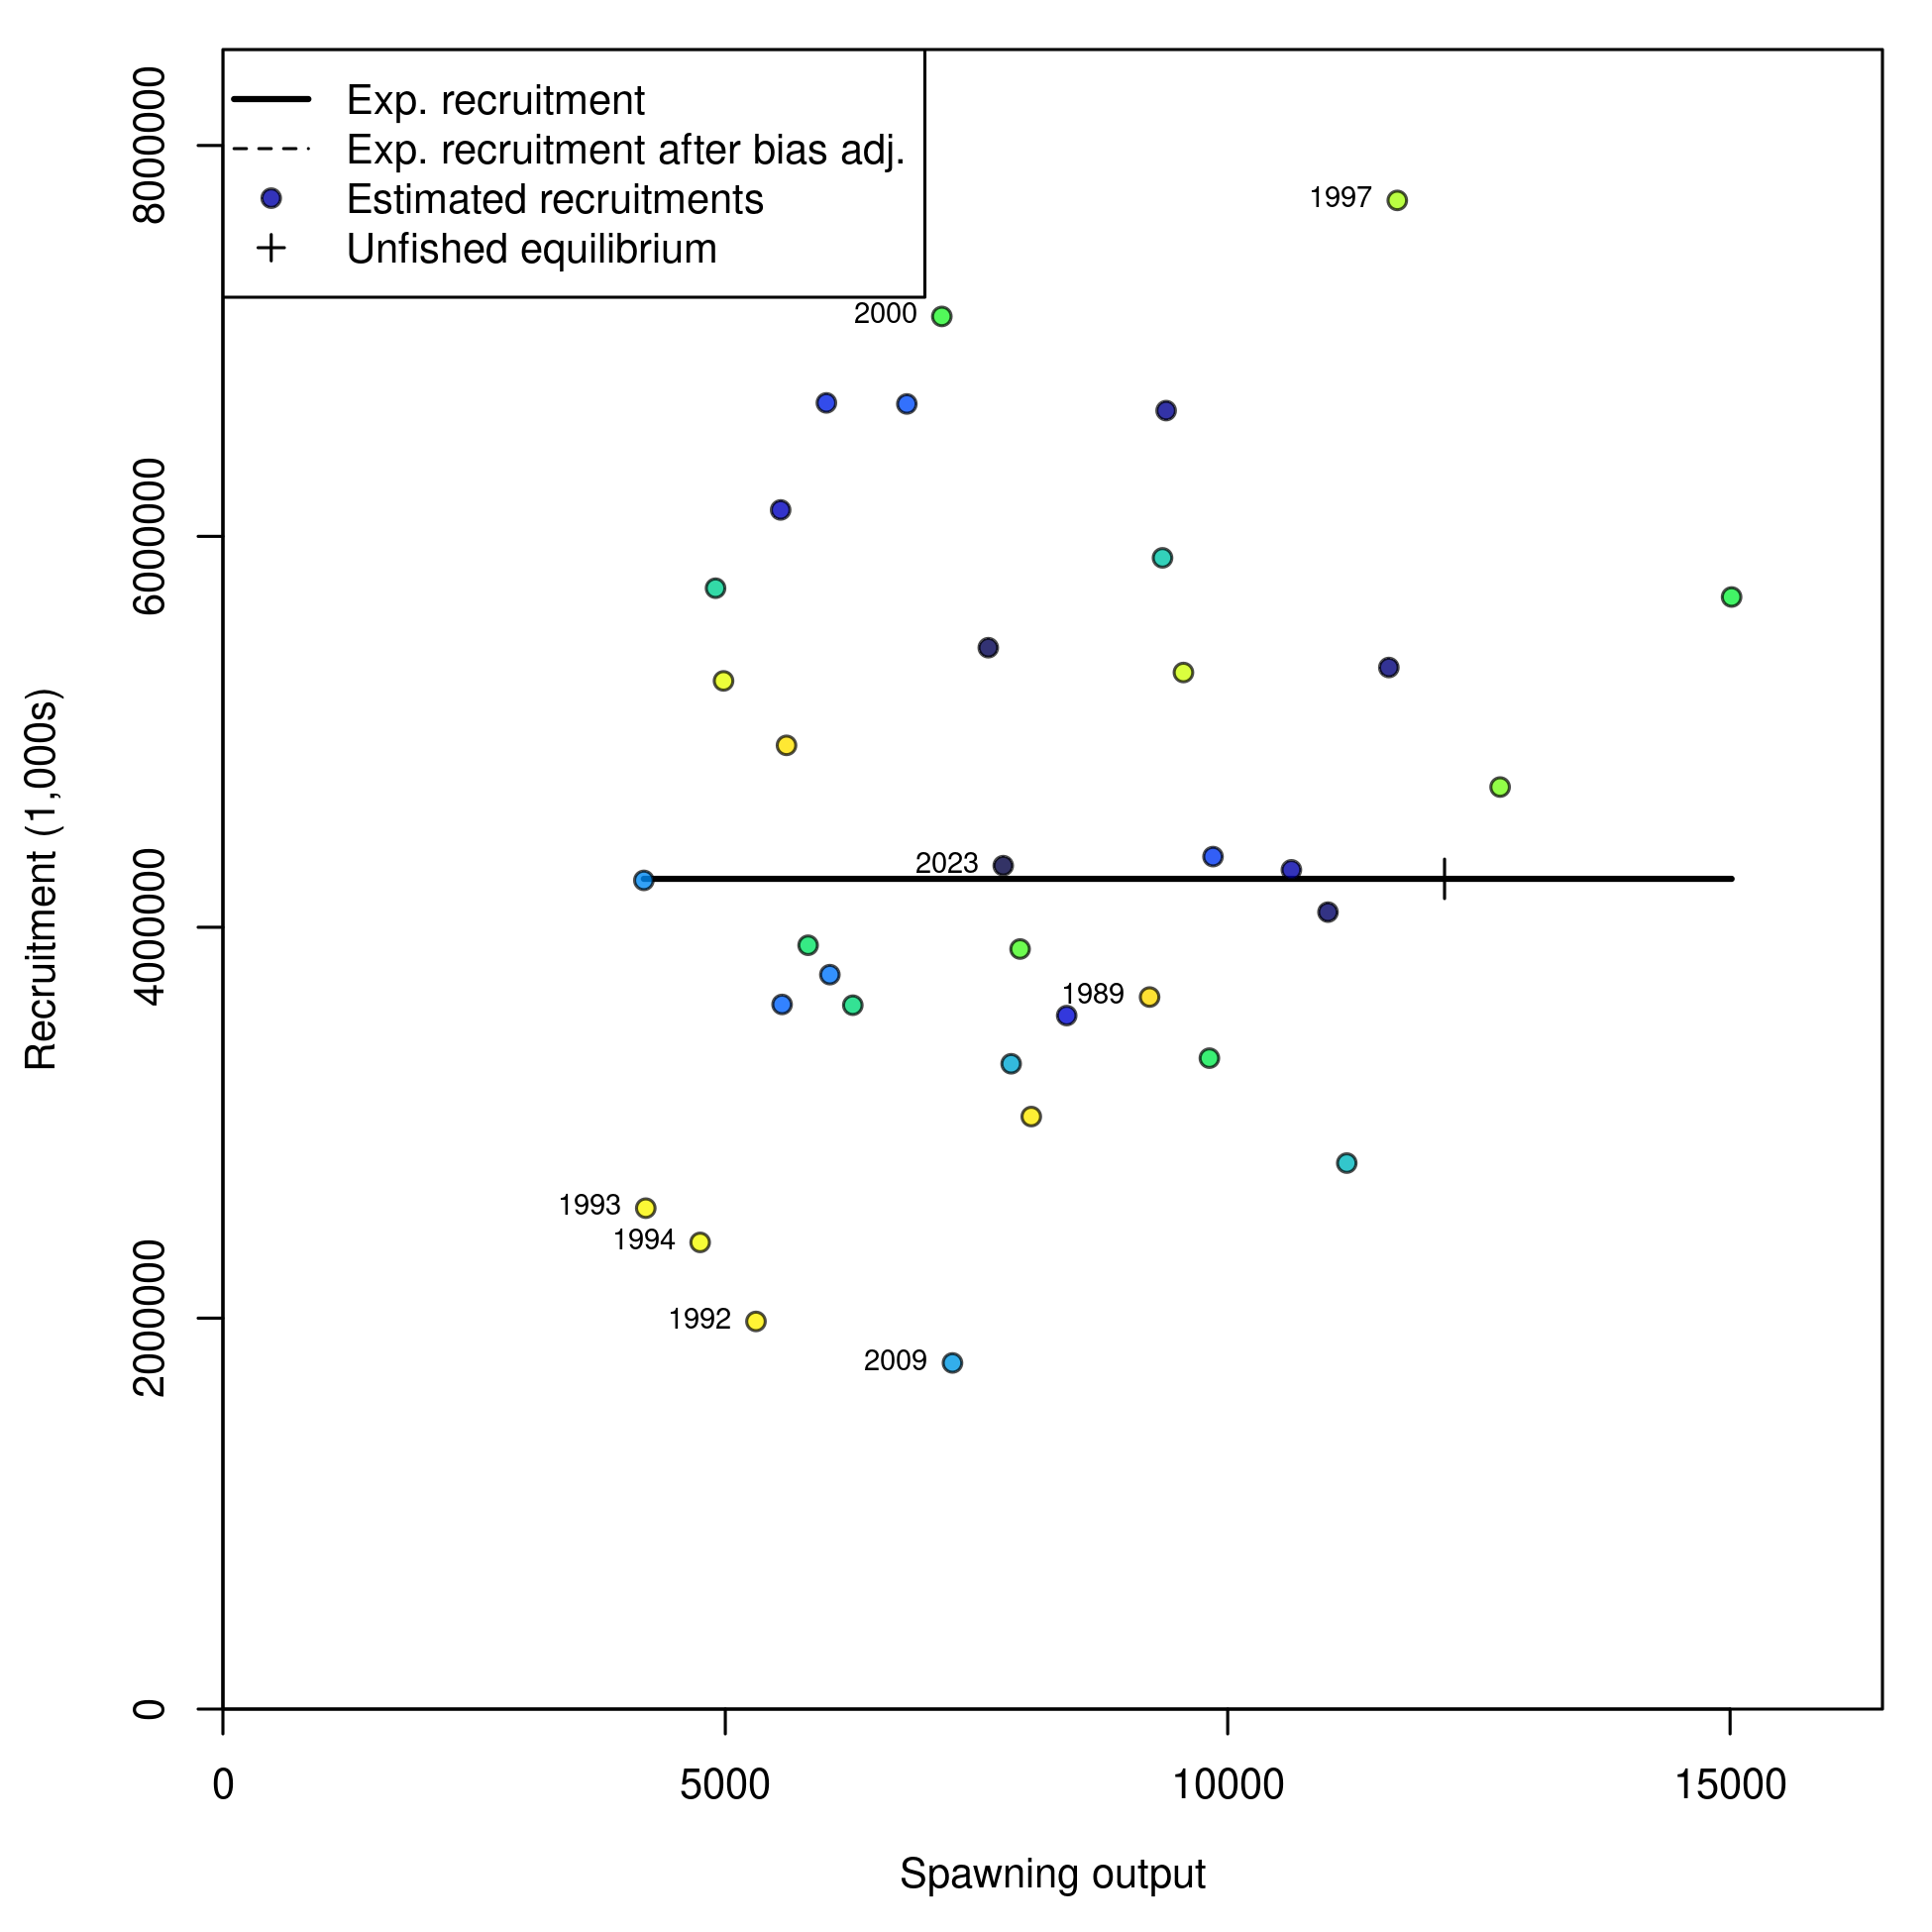 Exp. recruitment
Exp. recruitment after bias adj.
Estimated recruitments
Unfished equilibrium
8000000
6000000
4000000
2000000
0
Recruitment (1,000s)
1997
2000
2023
1989
1993
1994
1992
2009
0 5000 10000 15000
Spawning output